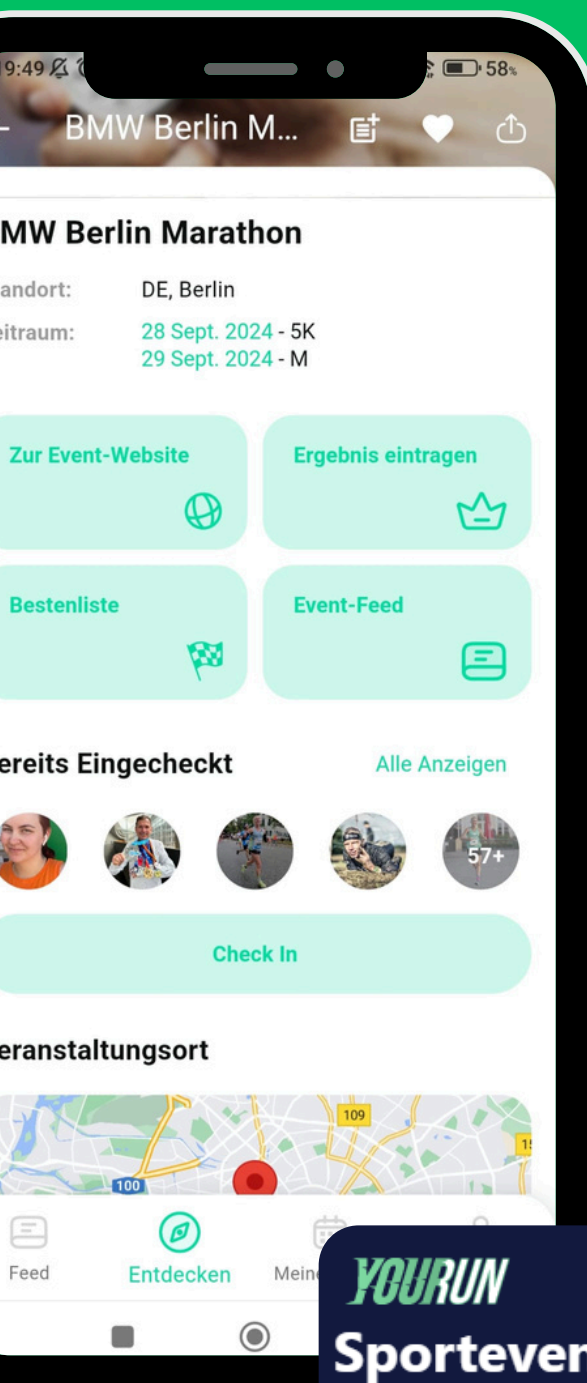 9:49 58%
BMW Berlin M...
MW Berlin Marathon
andort: DE, Berlin
eitraum: 28 Sept. 2024 - 5K
29 Sept. 2024 - M
Zur Event-Website Ergebnis eintragen
Bestenliste Event-Feed
ereits Eingecheckt Alle Anzeigen
57+
Check In
eranstaltungsort
109
100
Feed Entdecken Meine
YOURUN
Sporteven